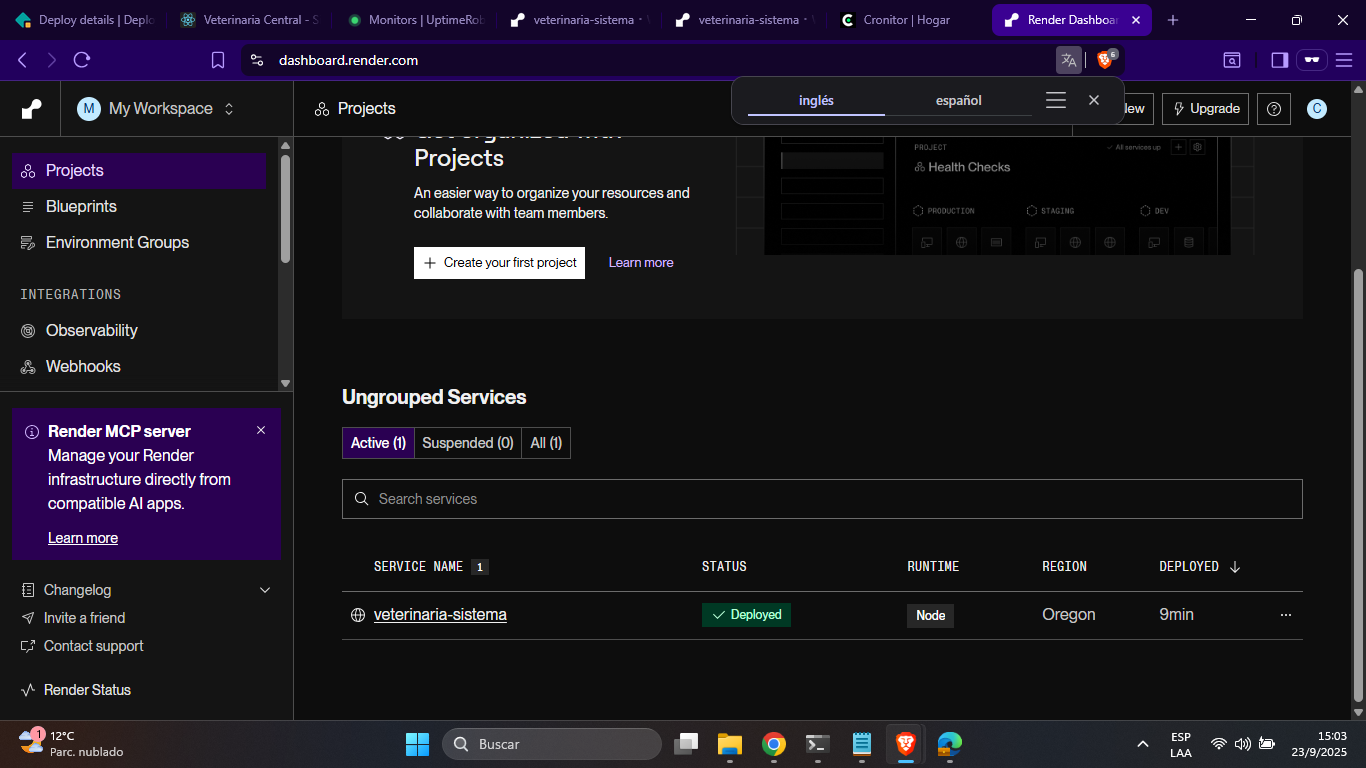 Deploy details | Deplo
Veterinaria Central - S
Monitors | UptimeRob
veterinaria-sistema ·
veterinaria-sistema ·
Cronitor | Hogar
Render Dashboar
dashboard.render.com
6
inglés
español
M
My Workspace
Projects
New
Upgrade
C
Projects
Blueprints
Environment Groups
INTEGRATIONS
Observability
Webhooks
Render MCP server
Manage your Render
infrastructure directly from
compatible AI apps.
Learn more
Changelog
Invite a friend
Contact support
Render Status
Get organized with
Projects
An easier way to organize your resources and
collaborate with team members.
Create your first project
Learn more
PROJECT
All services up
Health Checks
PRODUCTION
STAGING
DEV
Ungrouped Services
Active (1)
Suspended (0)
All (1)
Search services
SERVICE NAME 1
STATUS
RUNTIME
REGION
DEPLOYED
veterinaria-sistema
Deployed
Node
Oregon
9min
1
12°C
Parc. nublado
Buscar
ESP
LAA
15:03
23/9/2025